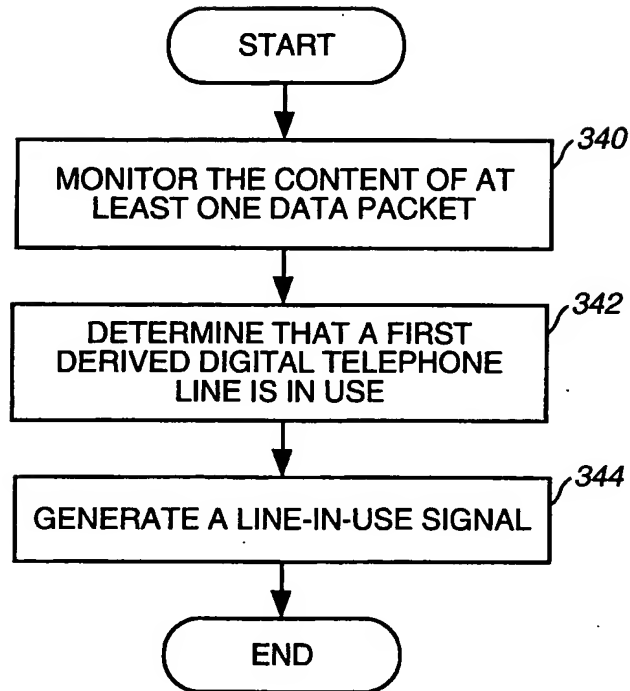 START
340
MONITOR THE CONTENT OF AT
LEAST ONE DATA PACKET
342
DETERMINE THAT A FIRST
DERIVED DIGITAL TELEPHONE
LINE IS IN USE
344
GENERATE A LINE-IN-USE SIGNAL
END